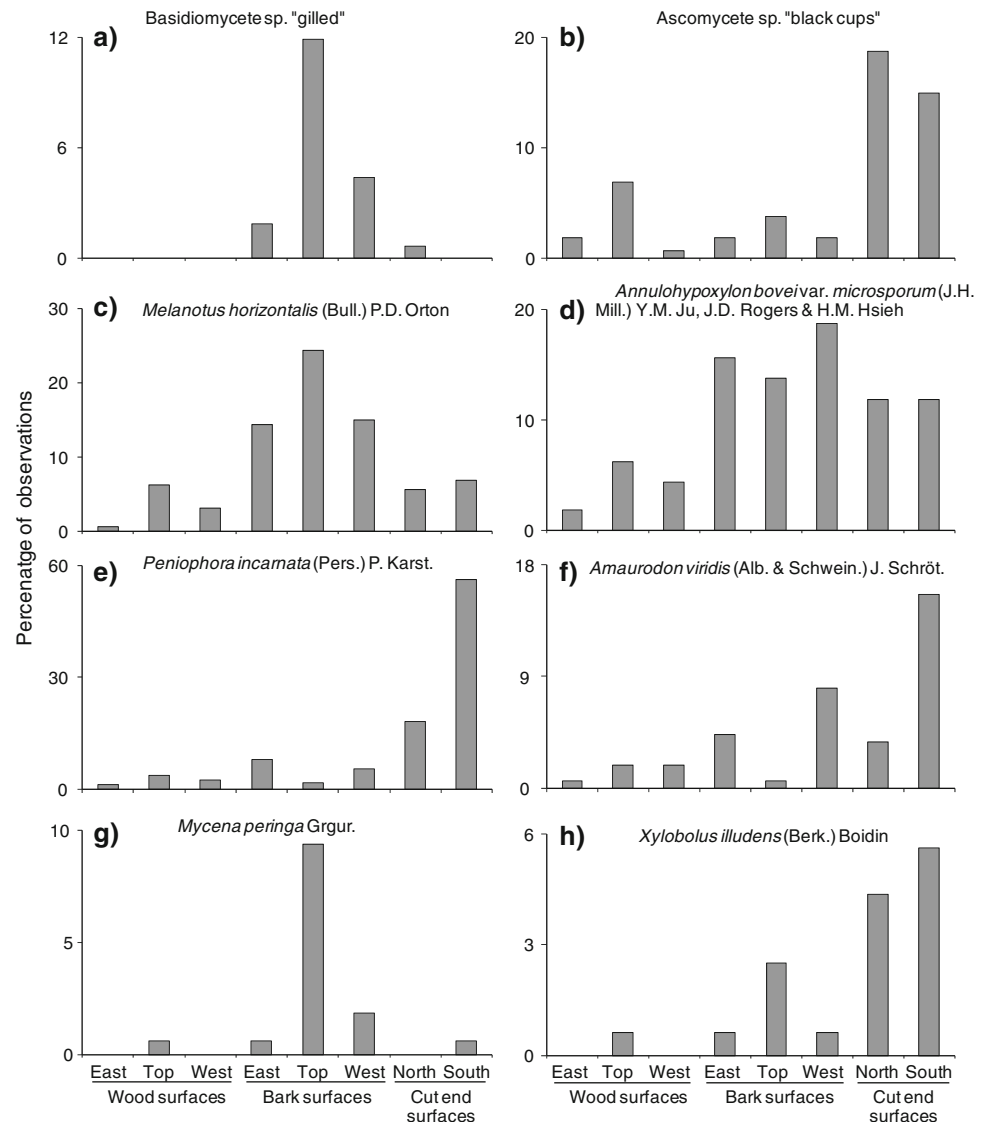 Basidiomycete sp. "gilled"
a)
12
6
0
Ascomycete sp. "black cups"
b)
20
10
0
Melanotus horizontalis (Bull.) P.D. Orton
c)
30
20
10
0
Annulohypoxylon bovei var. microsporum (J.H.
Mill.) Y.M. Ju, J.D. Rogers & H.M. Hsieh
d)
20
10
0
Percenatge of observations
Peniophora incarnata (Pers.) P. Karst.
e)
60
30
0
Amaurodon viridis (Alb. & Schwein.) J. Schröt.
f)
18
9
0
Mycena peringa Grgur.
g)
10
5
0
East Top West East Top West North South
Wood surfaces Bark surfaces Cut end
surfaces
Xylobolus illudens (Berk.) Boidin
h)
6
3
0
East Top West East Top West North South
Wood surfaces Bark surfaces Cut end
surfaces